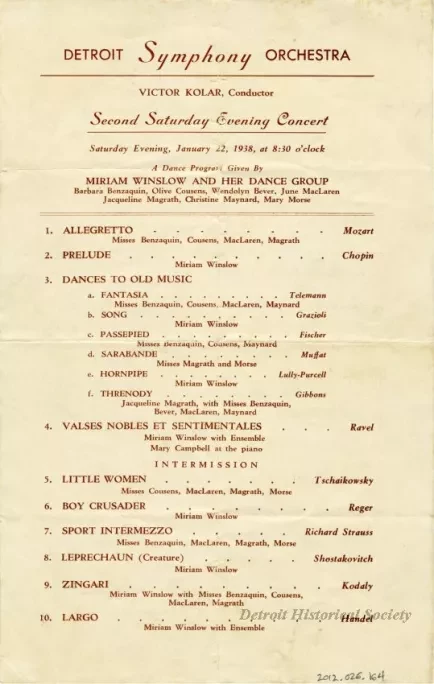 DETROIT Symphony ORCHESTRA
VICTOR KOLAR, Conductor
Second Saturday Evening Concert
Saturday Evening, January 22, 1938, at 8:30 o'clock
A Dance Program Given By
MIRIAM WINSLOW AND HER DANCE GROUP
Barbara Benzaquin, Olive Cousens, Wendolyn Bever, June MacLaren
Jacqueline Magrath, Christine Maynard, Mary Morse
1. ALLEGRETTO - - - - - - - - Mozart
Misses Benzaquin, Cousens, MacLaren, Magrath
2. PRELUDE . . . . . . . . . . Chopin
Miriam Winslow
3. DANCES TO OLD MUSIC
a. FANTASIA . . . . . . . . . Telemann
Misses Benzaquin, Cousens, MacLaren, Maynard
b. SONG . . . . . . . . . Grazioli
Miriam Winslow
c. PASSEPIED . . . . . . . . . Fischer
Misses Benzaquin, Cousens, Maynard
d. SARABANDE . . . . . . . . Muffat
Misses Magrath and Morse
e. HORNPIPE . . . . . . . Lully-Purcell
Miriam Winslow
f. THRENODY . . . . . . . . Gibbons
Jacqueline Magrath, with Misses Benzaquin,
Bever, MacLaren, Maynard
4. VALSES NOBLES ET SENTIMENTALES . . . Ravel
Miriam Winslow with Ensemble
Mary Campbell at the piano
INTERMISSION
5. LITTLE WOMEN . . . . . . . Tschaikowsky
Misses Cousens, MacLaren, Magrath, Morse
6. BOY CRUSADER . . . . . . . . Reger
Miriam Winslow
7. SPORT INTERMEZZO . . . . . Richard Strauss
Misses Benzaquin, MacLaren, Magrath, Morse
8. LEPRECHAUN (Creature) . . . . . Shostakovitch
Miriam Winslow
9. ZINGARI . . . . . . . . . . Kodaly
Miriam Winslow with Misses Benzaquin, Cousens,
MacLaren, Magrath
10. LARGO . . . . . . . . . . Handel
Detroit Historical Society
Miriam Winslow with Ensemble
2012.026.164